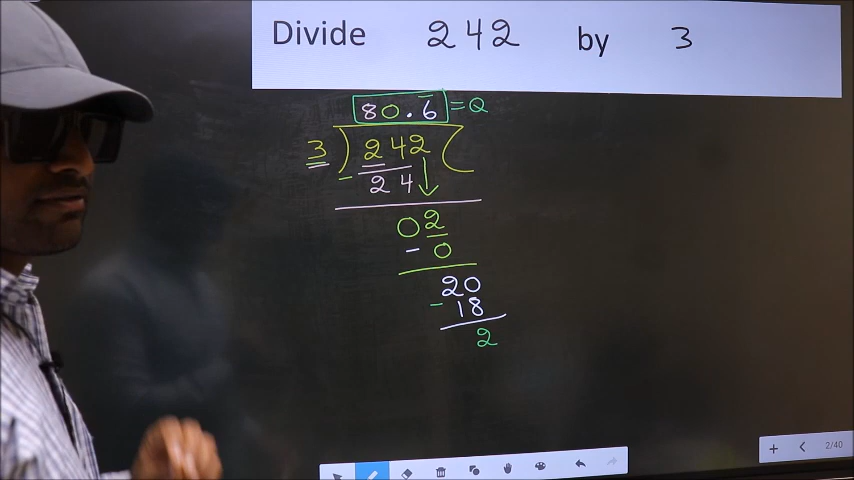 Divide 242 by 3
80.6̅ = Q
3 ) 242 (
- 24
02
- 0
20
- 18
2
2/40